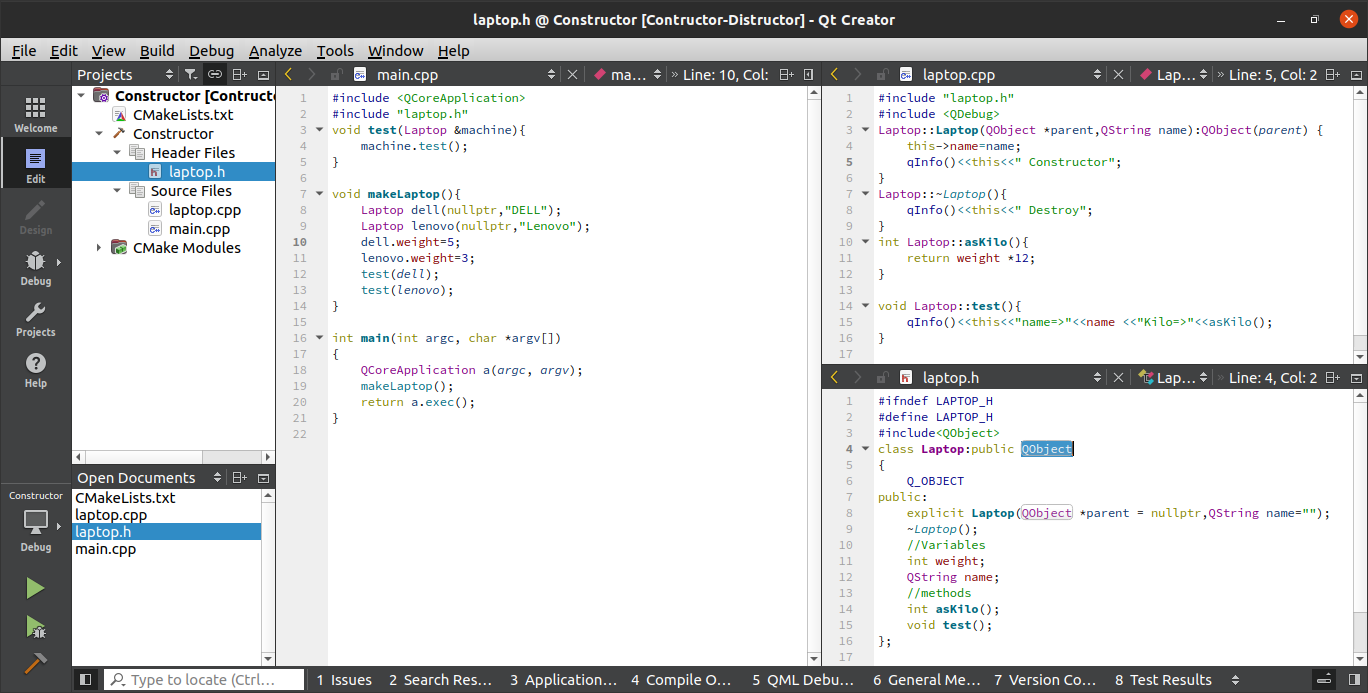 laptop.h @ Constructor [Contructor-Distructor] - Qt Creator
File Edit View Build Debug Analyze Tools Window Help
Projects
Welcome
Edit
Design
Debug
Projects
Help
Constructor
Debug
Constructor [Contructo
CMakeLists.txt
Constructor
Header Files
laptop.h
Source Files
laptop.cpp
main.cpp
CMake Modules
Open Documents
CMakeLists.txt
laptop.cpp
laptop.h
main.cpp
main.cpp ma... » Line: 10, Col:
1 #include <QCoreApplication>
2 #include "laptop.h"
3 void test(Laptop &machine){
4 machine.test();
5 }
6
7 void makeLaptop(){
8 Laptop dell(nullptr,"DELL");
9 Laptop lenovo(nullptr,"Lenovo");
10 dell.weight=5;
11 lenovo.weight=3;
12 test(dell);
13 test(lenovo);
14 }
15
16 int main(int argc, char *argv[])
17 {
18 QCoreApplication a(argc, argv);
19 makeLaptop();
20 return a.exec();
21 }
22
laptop.cpp Lap... » Line: 5, Col: 2
1 #include "laptop.h"
2 #include <QDebug>
3 Laptop::Laptop(QObject *parent,QString name):QObject(parent) {
4 this->name=name;
5 qInfo()<<this<<" Constructor";
6 }
7 Laptop::~Laptop(){
8 qInfo()<<this<<" Destroy";
9 }
10 int Laptop::asKilo(){
11 return weight *12;
12 }
13
14 void Laptop::test(){
15 qInfo()<<this<<"name=>"<<name <<"Kilo=>"<<asKilo();
16 }
17
laptop.h Lap... » Line: 4, Col: 2
1 #ifndef LAPTOP_H
2 #define LAPTOP_H
3 #include<QObject>
4 class Laptop:public QObject
5 {
6 Q_OBJECT
7 public:
8 explicit Laptop(QObject *parent = nullptr,QString name="");
9 ~Laptop();
10 //Variables
11 int weight;
12 QString name;
13 //methods
14 int asKilo();
15 void test();
16 };
17
Type to locate (Ctrl... 1 Issues 2 Search Res... 3 Application... 4 Compile O... 5 QML Debu... 6 General Me... 7 Version Co... 8 Test Results